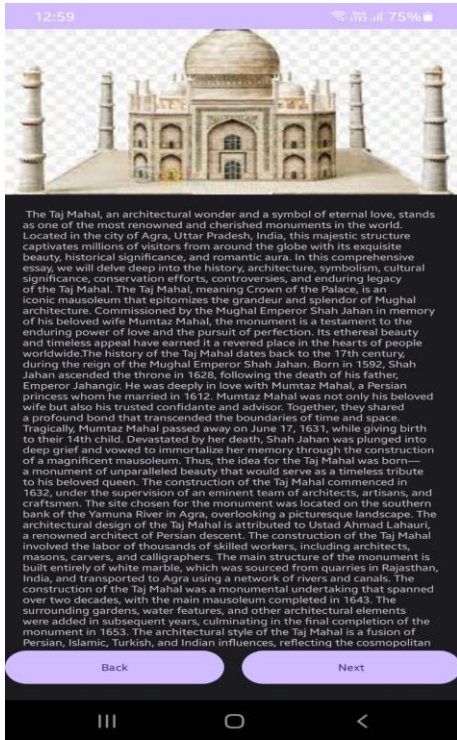 12:59 75%
The Taj Mahal, an architectural wonder and a symbol of eternal love, stands
as one of the most renowned and cherished monuments in the world.
Located in the city of Agra, Uttar Pradesh, India, this majestic structure
captivates millions of visitors from around the globe with its exquisite
beauty, historical significance, and romantic aura. In this comprehensive
essay, we will delve deep into the history, architecture, symbolism, cultural
significance, conservation efforts, controversies, and enduring legacy
of the Taj Mahal. The Taj Mahal, meaning Crown of the Palace, is an
iconic mausoleum that epitomizes the grandeur and splendor of Mughal
architecture. Commissioned by the Mughal Emperor Shah Jahan in memory
of his beloved wife Mumtaz Mahal, the monument is a testament to the
enduring power of love and the pursuit of perfection. Its ethereal beauty
and timeless appeal have earned it a revered place in the hearts of people
worldwide.The history of the Taj Mahal dates back to the 17th century,
during the reign of the Mughal Emperor Shah Jahan. Born in 1592, Shah
Jahan ascended the throne in 1628, following the death of his father,
Emperor Jahangir. He was deeply in love with Mumtaz Mahal, a Persian
princess whom he married in 1612. Mumtaz Mahal was not only his beloved
wife but also his trusted confidante and advisor. Together, they shared
a profound bond that transcended the boundaries of time and space.
Tragically, Mumtaz Mahal passed away on June 17, 1631, while giving birth
to their 14th child. Devastated by her death, Shah Jahan was plunged into
deep grief and vowed to immortalize her memory through the construction
of a magnificent mausoleum. Thus, the idea for the Taj Mahal was born—
a monument of unparalleled beauty that would serve as a timeless tribute
to his beloved queen. The construction of the Taj Mahal commenced in
1632, under the supervision of an eminent team of architects, artisans, and
craftsmen. The site chosen for the monument was located on the southern
bank of the Yamuna River in Agra, overlooking a picturesque landscape. The
architectural design of the Taj Mahal is attributed to Ustad Ahmad Lahauri,
a renowned architect of Persian descent. The construction of the Taj Mahal
involved the labor of thousands of skilled workers, including architects,
masons, carvers, and calligraphers. The main structure of the monument is
built entirely of white marble, which was sourced from quarries in Rajasthan,
India, and transported to Agra using a network of rivers and canals. The
construction of the Taj Mahal was a monumental undertaking that spanned
over two decades, with the main mausoleum completed in 1643. The
surrounding gardens, water features, and other architectural elements
were added in subsequent years, culminating in the final completion of the
monument in 1653. The architectural style of the Taj Mahal is a fusion of
Persian, Islamic, Turkish, and Indian influences, reflecting the cosmopolitan
Back Next